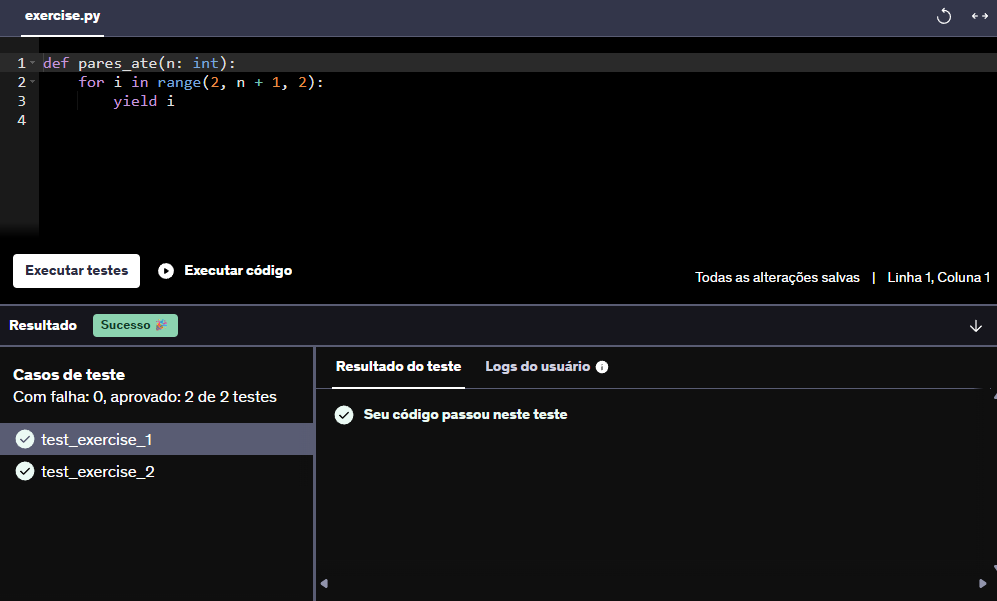 exercise.py
1 def pares_ate(n: int):
2     for i in range(2, n + 1, 2):
3         yield i
4
Executar testes Executar código
Todas as alterações salvas | Linha 1, Coluna 1
Resultado Sucesso 🎉
Casos de teste
Com falha: 0, aprovado: 2 de 2 testes
test_exercise_1
test_exercise_2
Resultado do teste Logs do usuário
Seu código passou neste teste